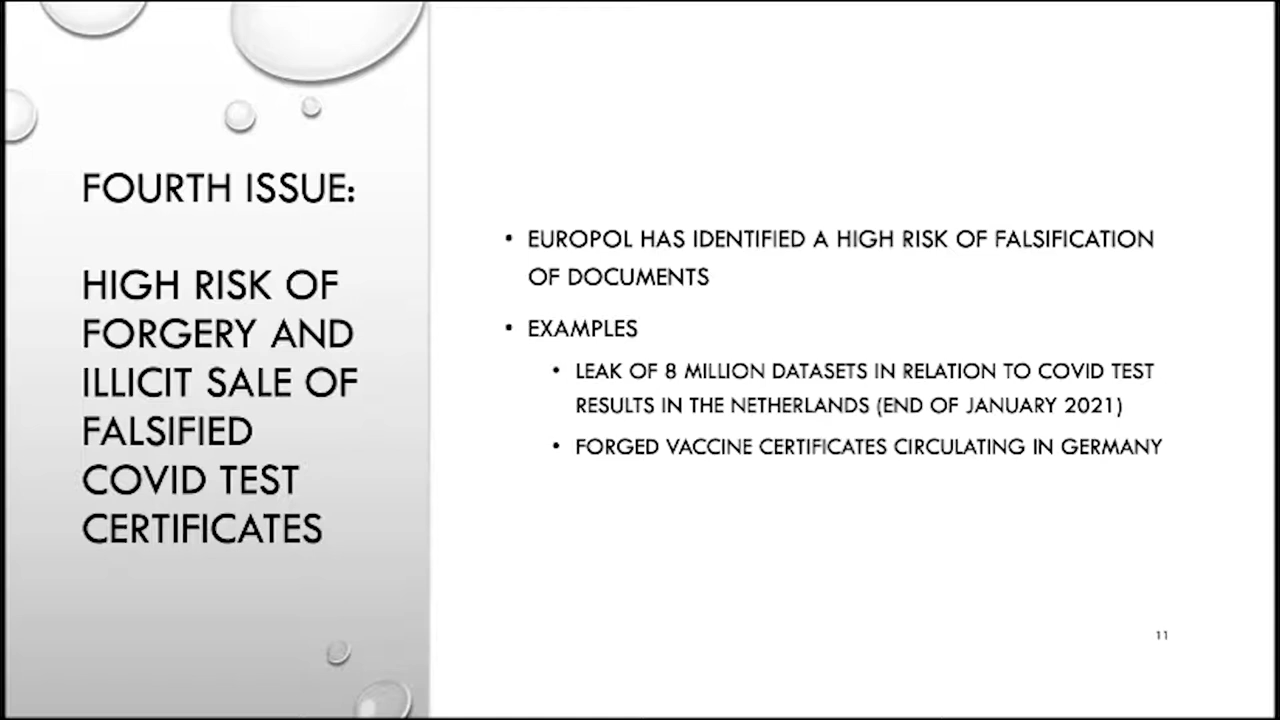 FOURTH ISSUE:
HIGH RISK OF
FORGERY AND
ILLICIT SALE OF
FALSIFIED
COVID TEST
CERTIFICATES
• EUROPOL HAS IDENTIFIED A HIGH RISK OF FALSIFICATION
OF DOCUMENTS
• EXAMPLES
• LEAK OF 8 MILLION DATASETS IN RELATION TO COVID TEST
RESULTS IN THE NETHERLANDS (END OF JANUARY 2021)
• FORGED VACCINE CERTIFICATES CIRCULATING IN GERMANY
11